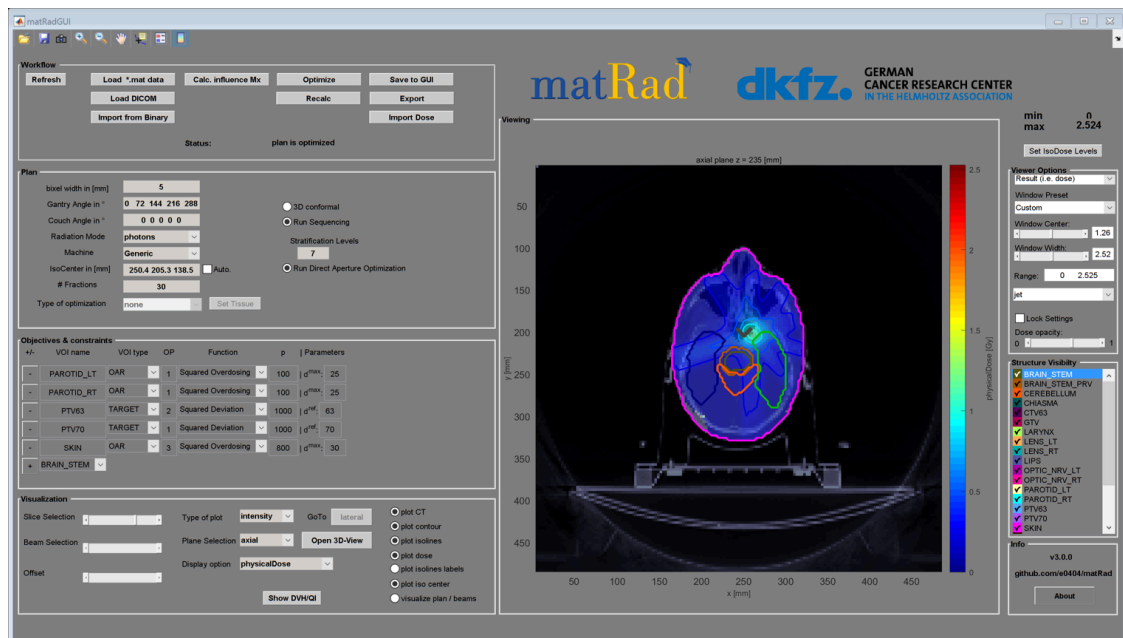 matRadGUI
Workflow
Refresh
Load *.mat data
Calc. influence Mx
Optimize
Save to GUI
Load DICOM
Recalc
Export
Import from Binary
Import Dose
Status:
plan is optimized
Plan
bixel width in [mm]
5
Gantry Angle in °
0 72 144 216 288
Couch Angle in °
0 0 0 0 0
Radiation Mode
photons
Machine
Generic
IsoCenter in [mm]
250.4 205.3 138.5
Auto.
# Fractions
30
Type of optimization
none
Set Tissue
3D conformal
Run Sequencing
Stratification Levels
7
Run Direct Aperture Optimization
Objectives & constraints
+/- VOI name VOI type OP Function p | Parameters
- PAROTID_LT OAR 1 Squared Overdosing 100 | d^max: 25
- PAROTID_RT OAR 1 Squared Overdosing 100 | d^max: 25
- PTV63 TARGET 2 Squared Deviation 1000 | d^ref: 63
- PTV70 TARGET 1 Squared Deviation 1000 | d^ref: 70
- SKIN OAR 3 Squared Overdosing 800 | d^max: 30
+ BRAIN_STEM
Visualization
Slice Selection
Beam Selection
Offset
Type of plot
intensity
GoTo
lateral
Plane Selection
axial
Open 3D-View
Display option
physicalDose
Show DVH/QI
plot CT
plot contour
plot isolines
plot dose
plot isolines labels
plot iso center
visualize plan / beams
matRad
dkfz.
GERMAN
CANCER RESEARCH CENTER
IN THE HELMHOLTZ ASSOCIATION
Viewing
axial plane z = 235 [mm]
50
100
150
200
250
300
350
400
450
y [mm]
50 100 150 200 250 300 350 400 450
x [mm]
2.5
2
1.5
1
0.5
0
physicalDose [Gy]
min 0
max 2.524
Set IsoDose Levels
Viewer Options
Result (i.e. dose)
Window Preset
Custom
Window Center:
1.26
Window Width:
2.52
Range:
0 2.525
jet
Lock Settings
Dose opacity:
0 1
Structure Visibilty
BRAIN_STEM
BRAIN_STEM_PRV
CEREBELLUM
CHIASMA
CTV63
GTV
LARYNX
LENS_LT
LENS_RT
LIPS
OPTIC_NRV_LT
OPTIC_NRV_RT
PAROTID_LT
PAROTID_RT
PTV63
PTV70
SKIN
Info
v3.0.0
github.com/e0404/matRad
About